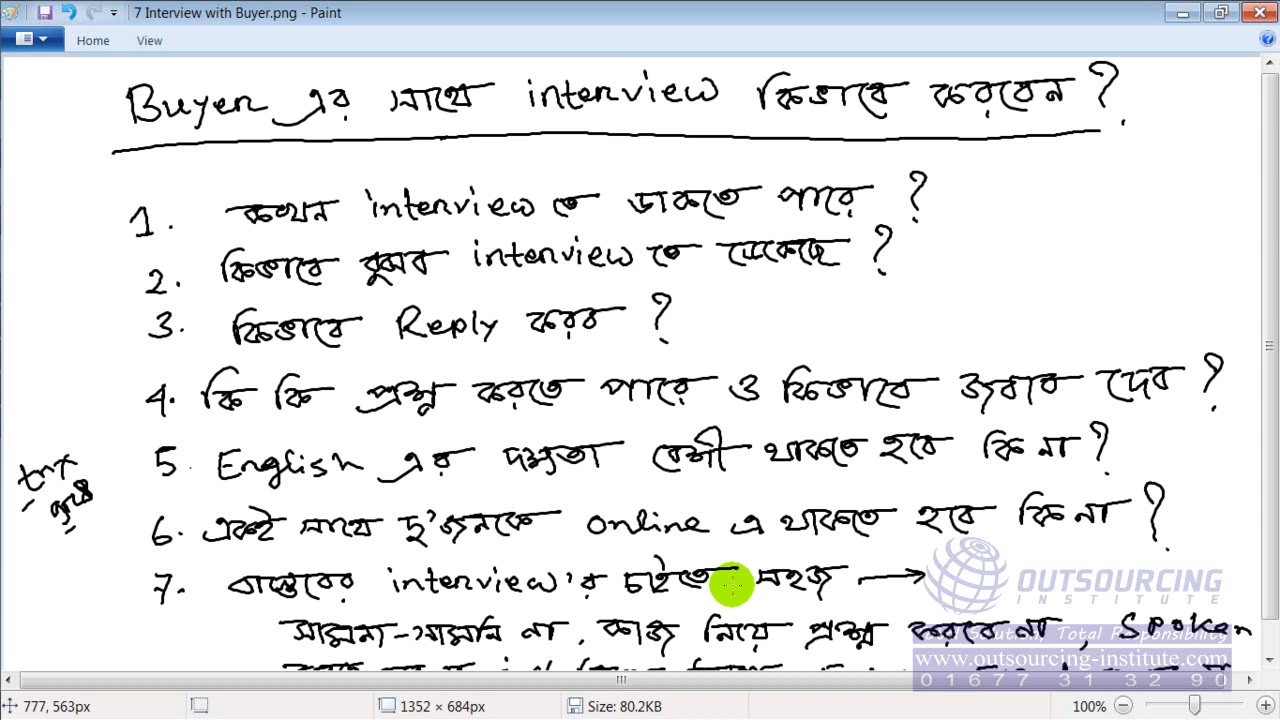 7 Interview with Buyer.png - Paint
Home View
Buyer এর সাথে interview কিভাবে করবেন ?
1. কখন interview তে ডাকতে পারে ?
2. কিভাবে বুঝব interview তে ডেকেছে ?
3. কিভাবে Reply করব ?
4. কি কি প্রশ্ন করতে পারে ও কিভাবে জবাব দেব ?
5. English এর দক্ষতা বেশী থাকতে হবে কি না ?
6. একই সাথে দু'জনকে online এ থাকতে হবে কি না ?
7. বাস্তবের interview'র চাইতে সহজ →
সামনা-সামনি না, কাজ নিয়ে প্রশ্ন করবে না, Spoken
OUTSOURCING
INSTITUTE
Solution, Total Responsibility
www.outsourcing-institute.com
01677 31 32 90
777, 563px 1352 × 684px Size: 80.2KB 100%